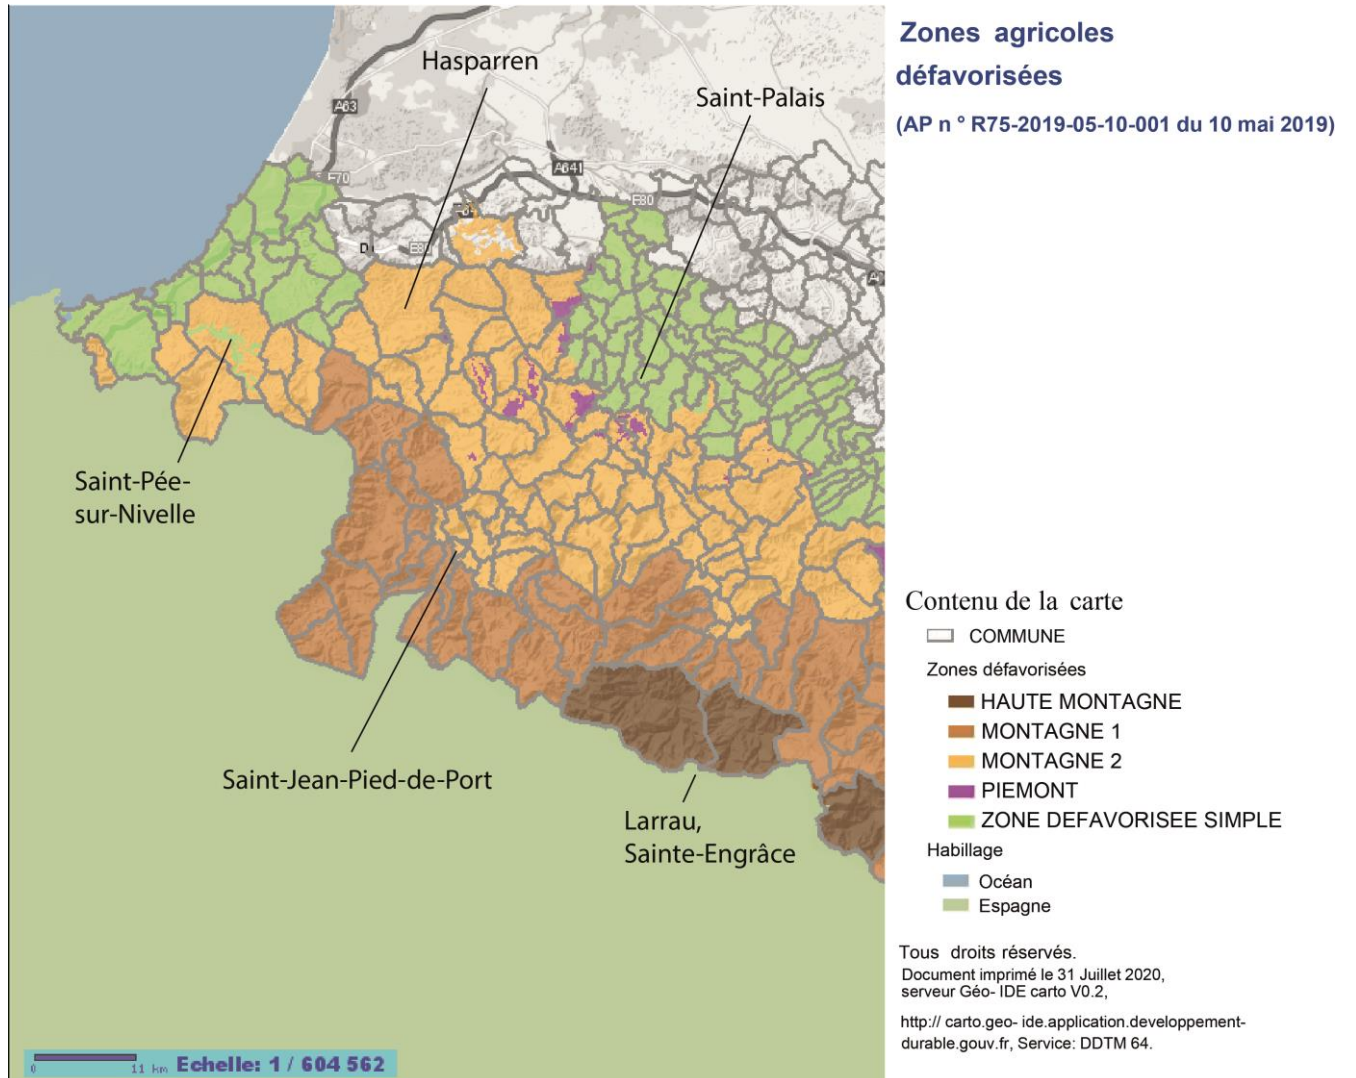 Zones agricoles
défavorisées
(AP n ° R75-2019-05-10-001 du 10 mai 2019)
Hasparren
Saint-Palais
A63
A641
E70
E80
D
Saint-Pée-
sur-Nivelle
Saint-Jean-Pied-de-Port
Larrau,
Sainte-Engrâce
Contenu de la carte
COMMUNE
Zones défavorisées
HAUTE MONTAGNE
MONTAGNE 1
MONTAGNE 2
PIEMONT
ZONE DEFAVORISEE SIMPLE
Habillage
Océan
Espagne
Tous droits réservés.
Document imprimé le 31 Juillet 2020,
serveur Géo- IDE carto V0.2,
http:// carto.geo- ide.application.developpement-
durable.gouv.fr, Service: DDTM 64.
0 11 km Echelle: 1 / 604 562